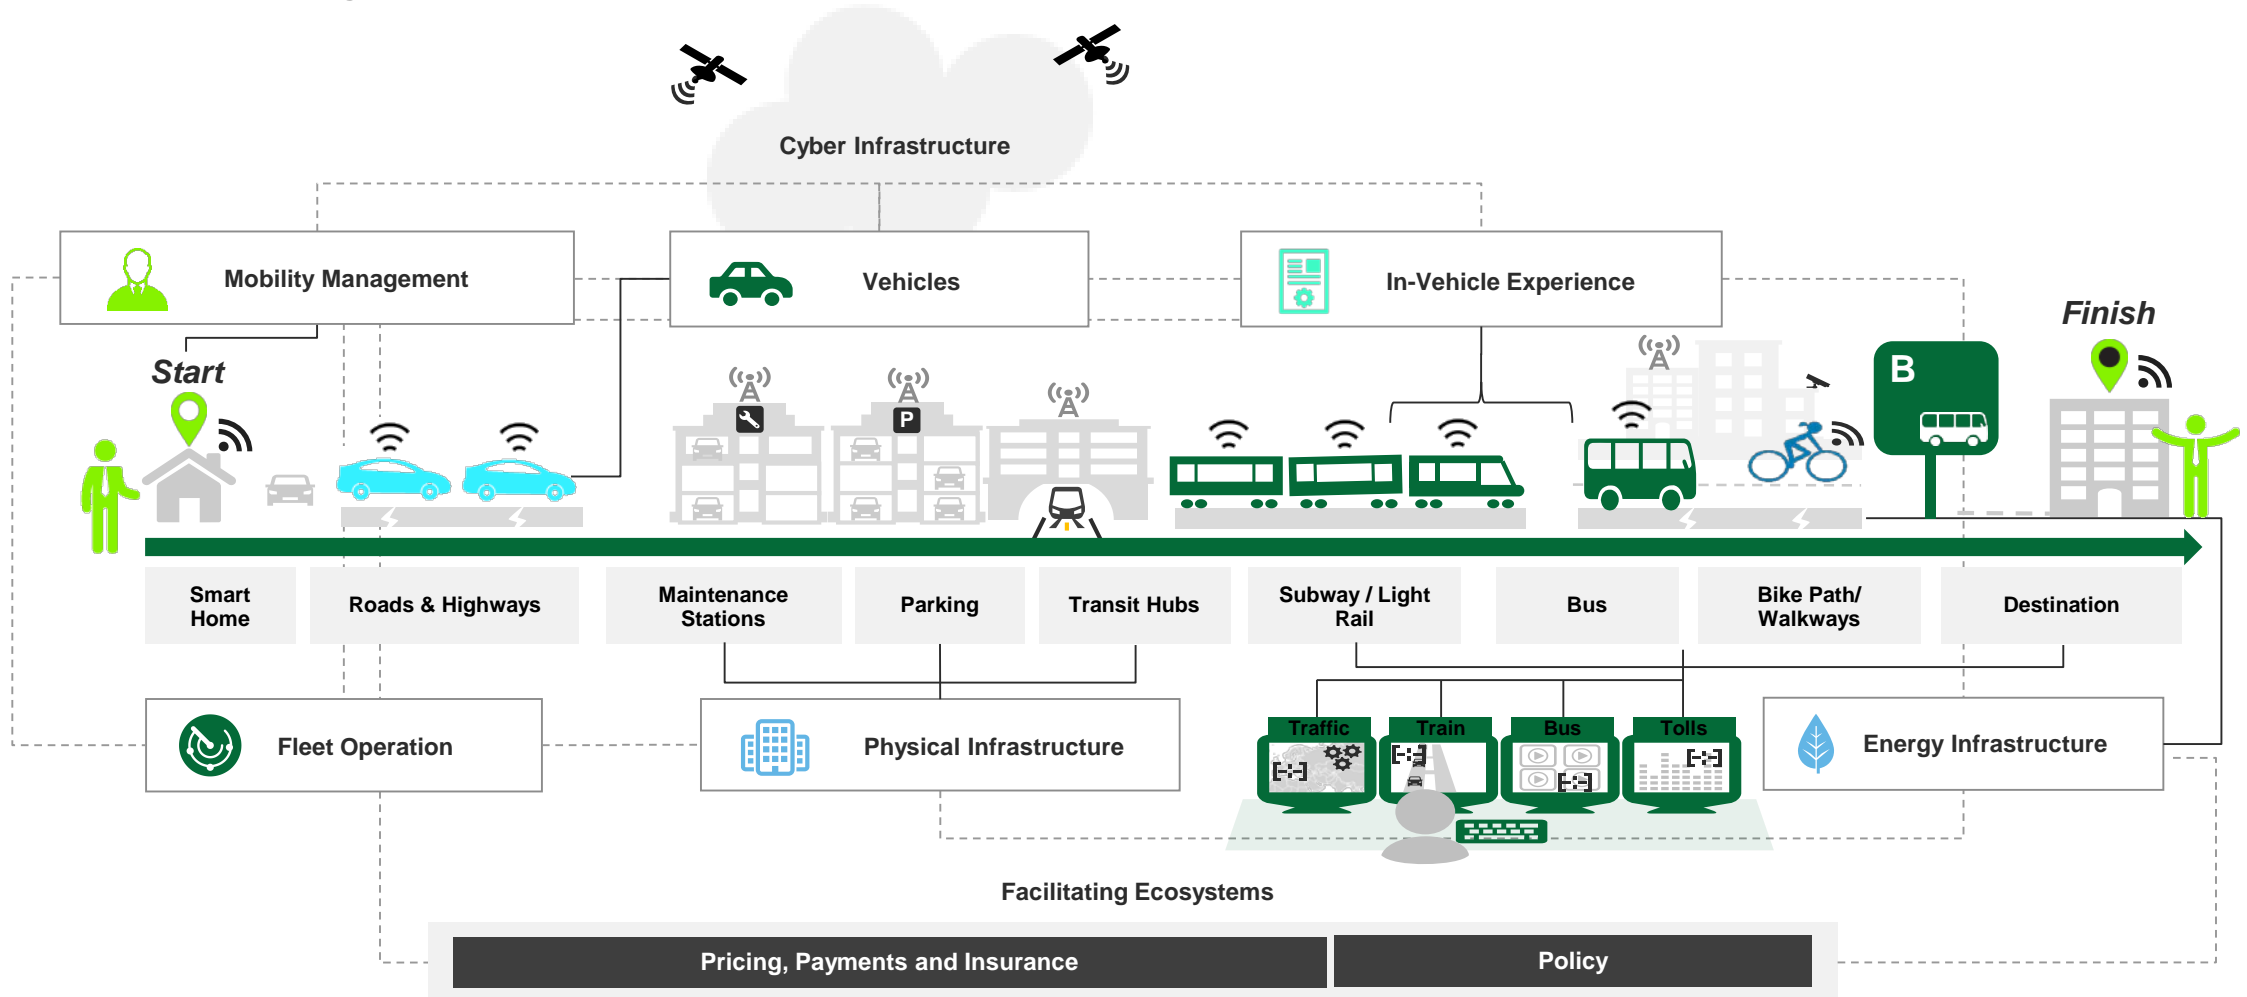 Cyber Infrastructure
Mobility Management
Vehicles
In-Vehicle Experience
Start
Finish
P
B
Smart
Home
Roads & Highways
Maintenance
Stations
Parking
Transit Hubs
Subway / Light
Rail
Bus
Bike Path/
Walkways
Destination
Fleet Operation
Physical Infrastructure
Traffic
Train
Bus
Tolls
Energy Infrastructure
Facilitating Ecosystems
Pricing, Payments and Insurance
Policy